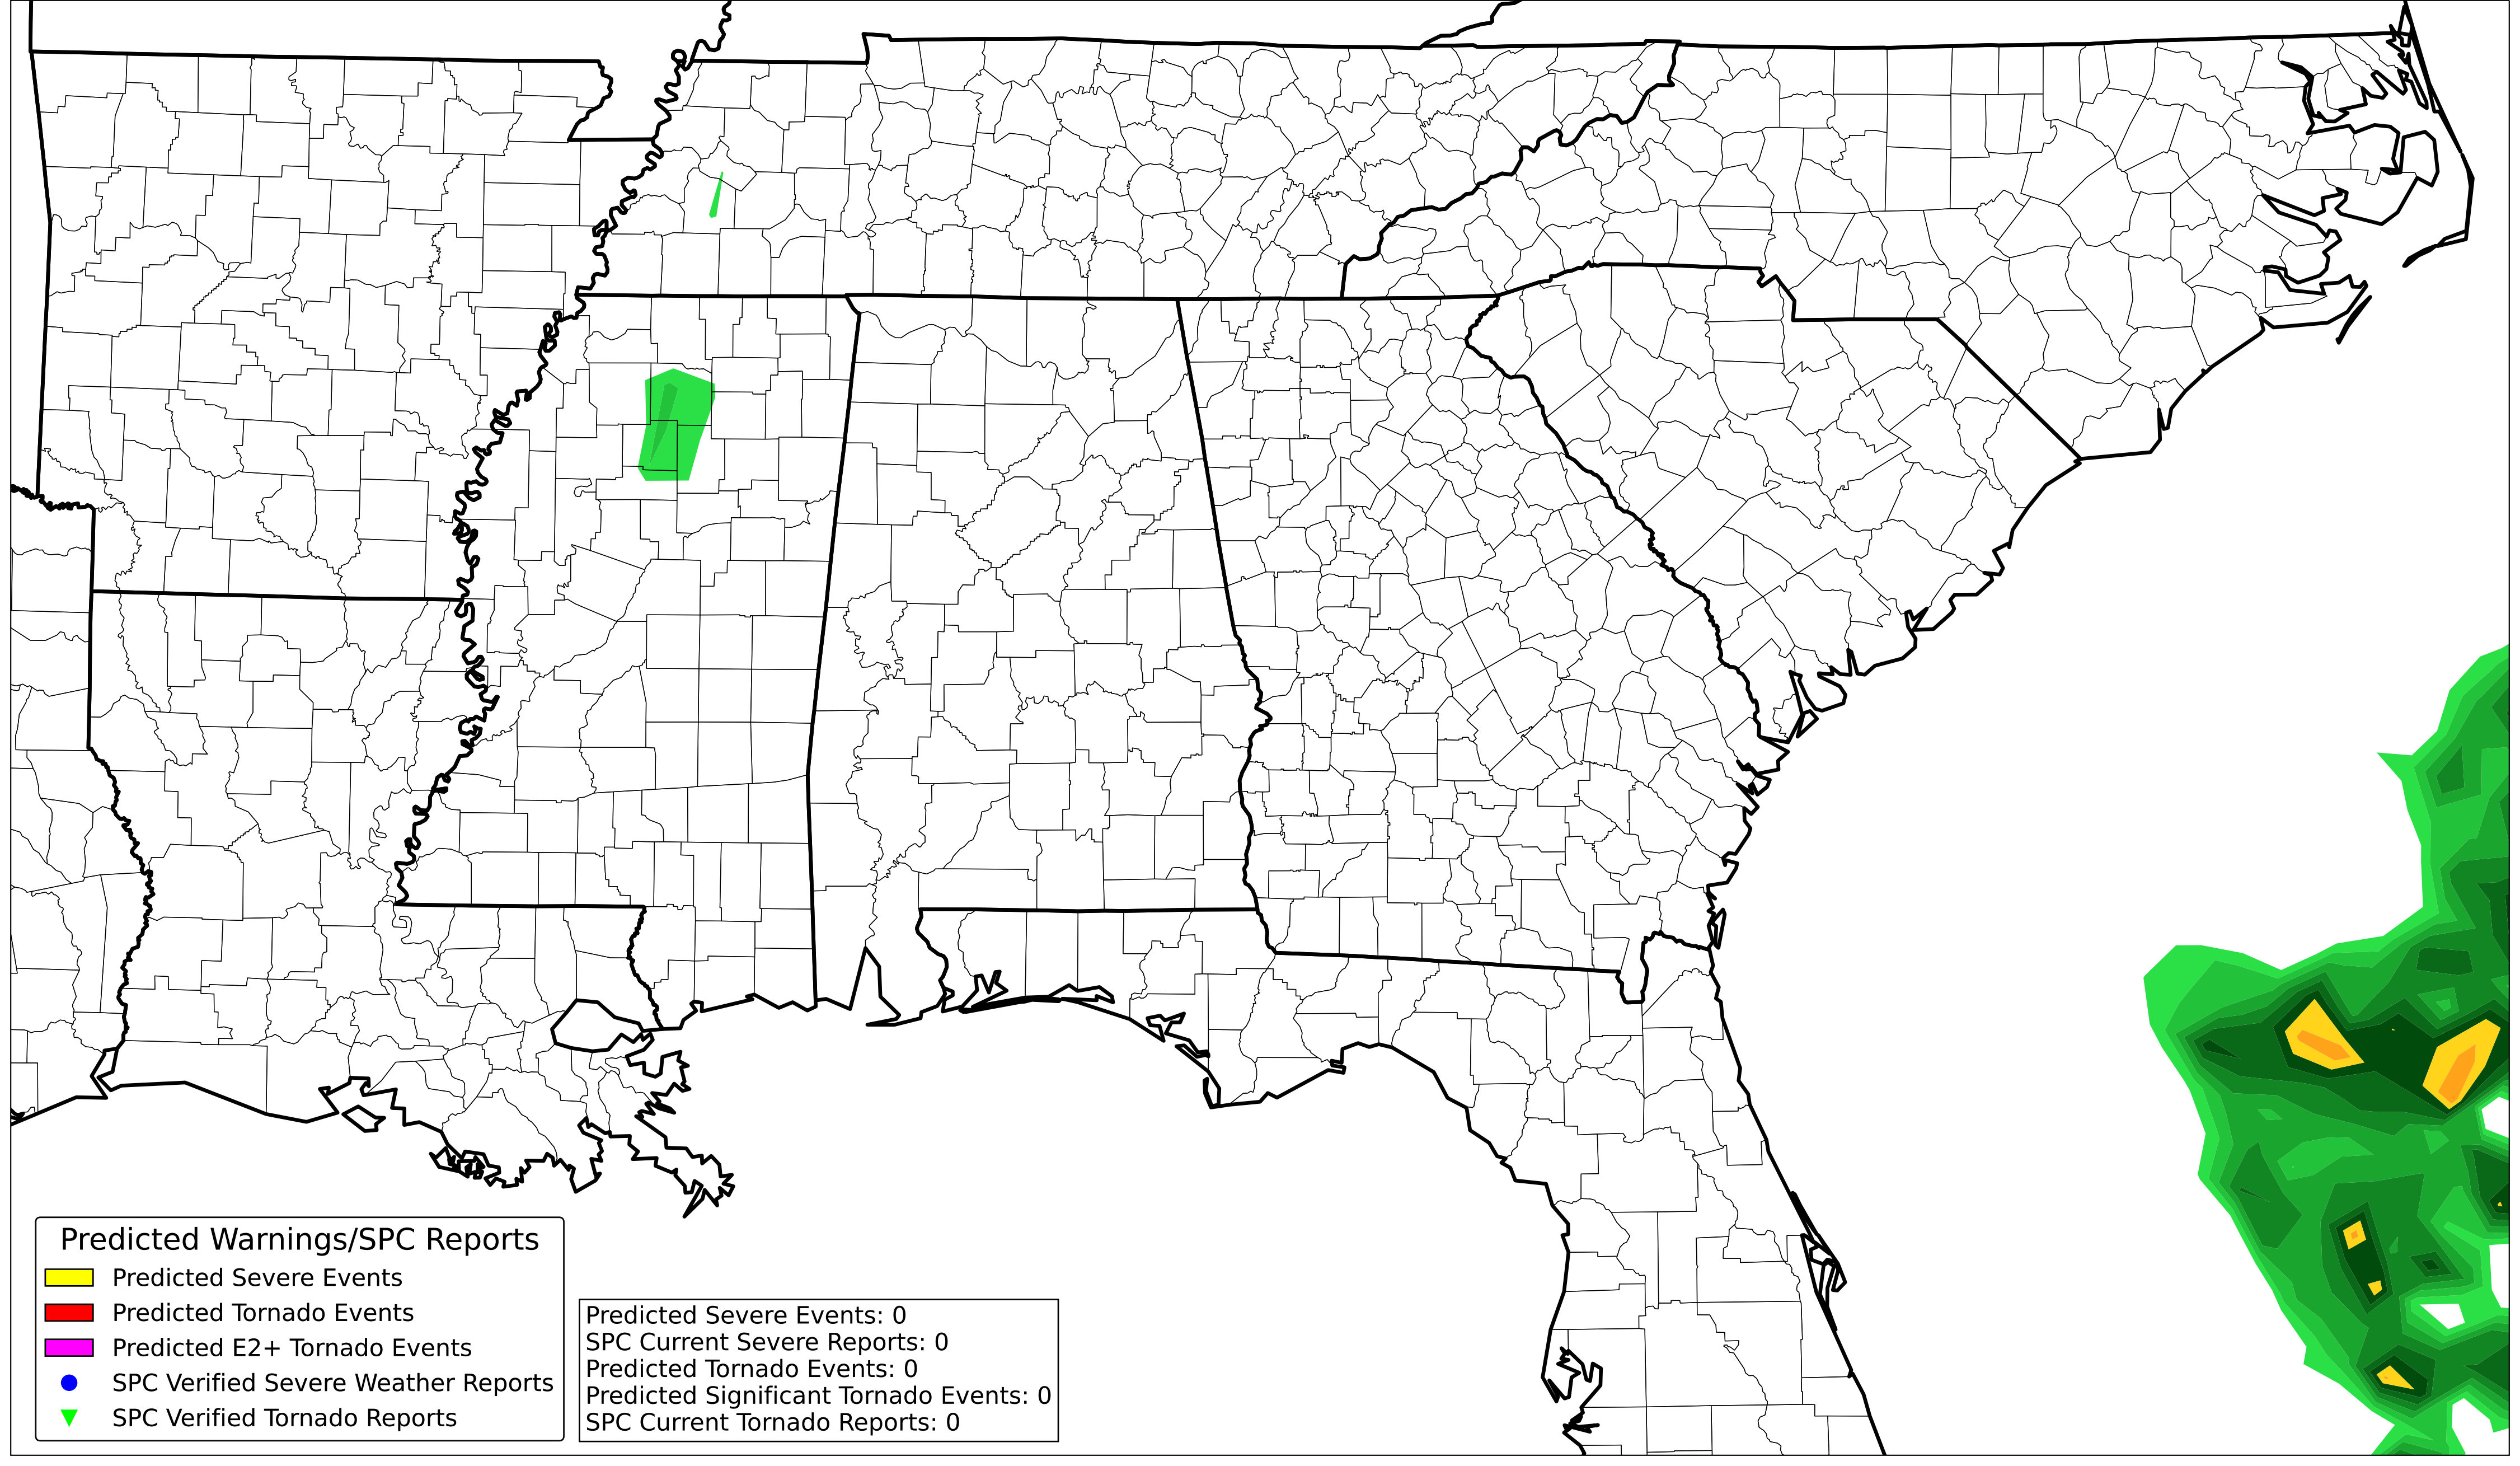 Predicted Warnings/SPC Reports
Predicted Severe Events
Predicted Tornado Events
Predicted E2+ Tornado Events
SPC Verified Severe Weather Reports
SPC Verified Tornado Reports
Predicted Severe Events: 0
SPC Current Severe Reports: 0
Predicted Tornado Events: 0
Predicted Significant Tornado Events: 0
SPC Current Tornado Reports: 0